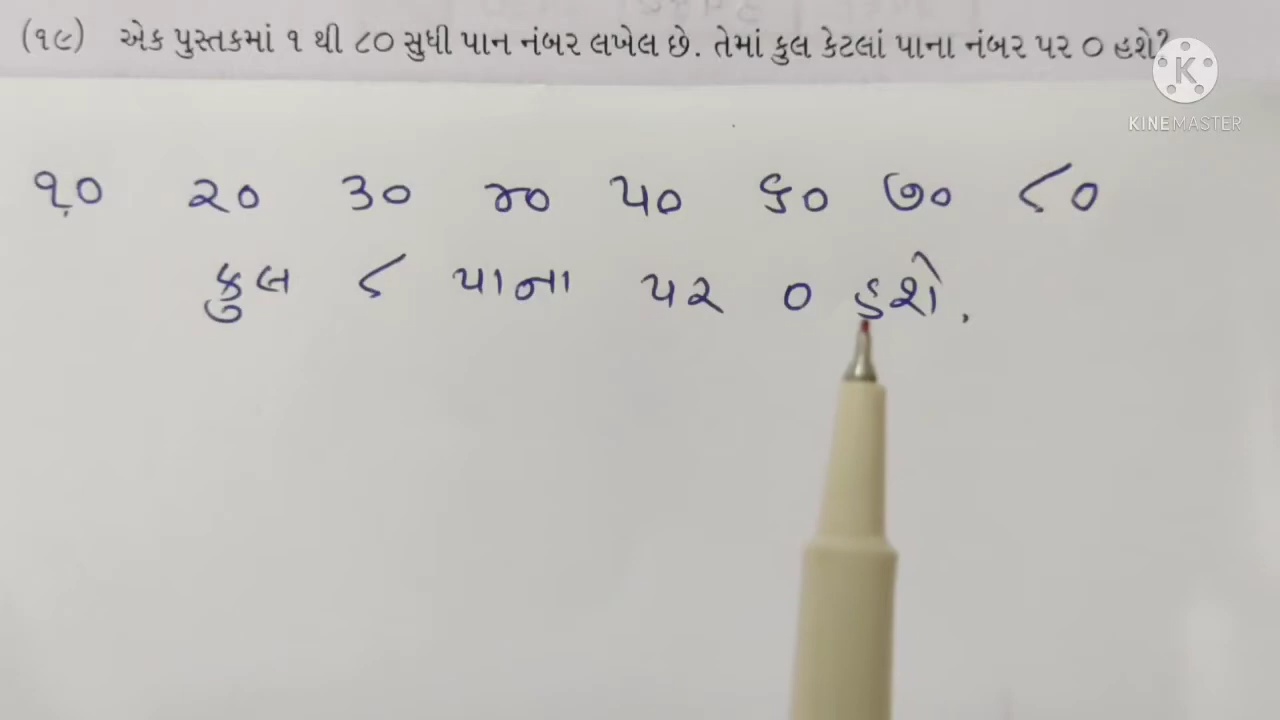 (૧૯) એક પુસ્તકમાં ૧ થી ૮૦ સુધી પાન નંબર લખેલ છે. તેમાં કુલ કેટલાં પાના નંબર પર ૦ હશે?
K
KINEMASTER
૧૦ ૨૦ ૩૦ ૪૦ ૫૦ ૬૦ ૭૦ ૮૦
કુલ ૮ પાના પર ૦ હશે.